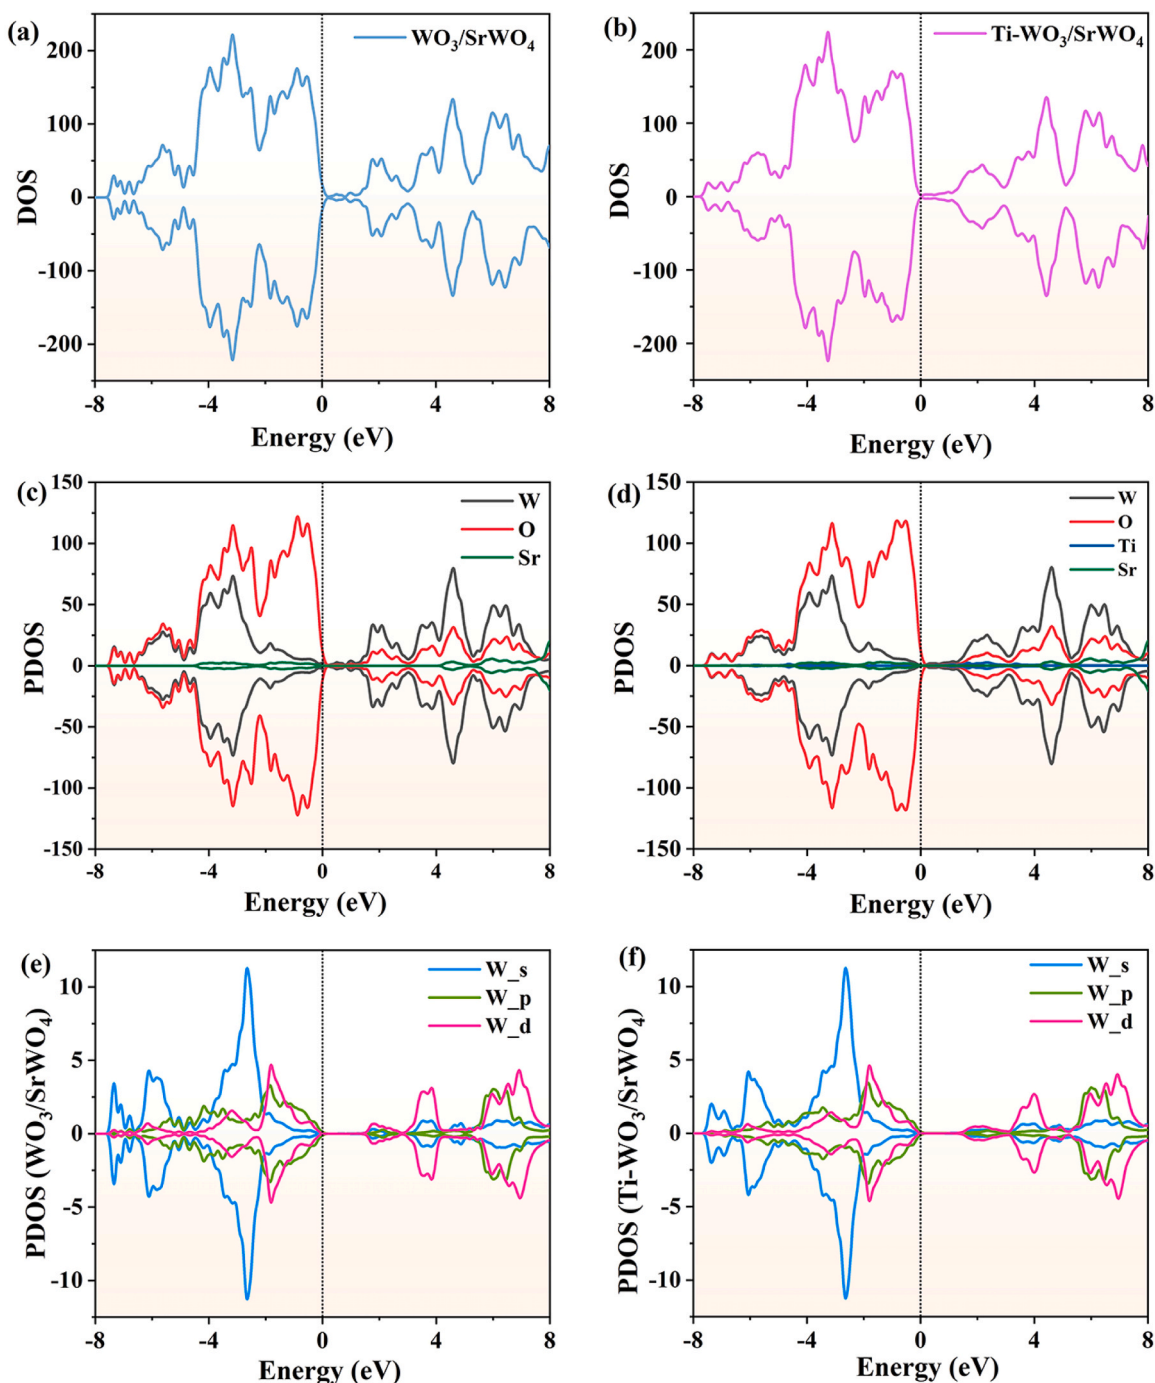 (a)
WO₃/SrWO₄
200
100
0
-100
-200
DOS
-8
-4
0
4
8
Energy (eV)
(b)
Ti-WO₃/SrWO₄
200
100
0
-100
-200
DOS
-8
-4
0
4
8
Energy (eV)
(c)
W
O
Sr
150
100
50
0
-50
-100
-150
PDOS
-8
-4
0
4
8
Energy (eV)
(d)
W
O
Ti
Sr
150
100
50
0
-50
-100
-150
PDOS
-8
-4
0
4
8
Energy (eV)
(e)
W_s
W_p
W_d
10
5
0
-5
-10
PDOS (WO₃/SrWO₄)
-8
-4
0
4
8
Energy (eV)
(f)
W_s
W_p
W_d
10
5
0
-5
-10
PDOS (Ti-WO₃/SrWO₄)
-8
-4
0
4
8
Energy (eV)